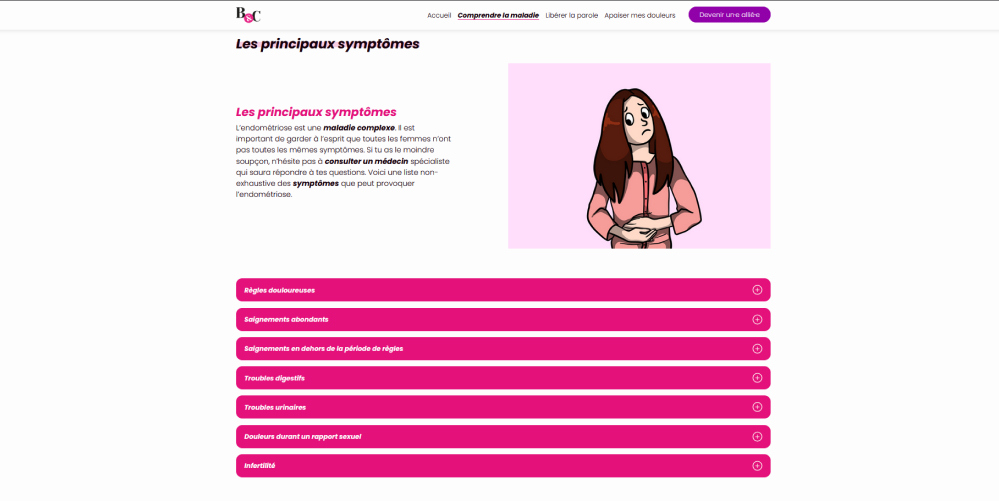 B&C
Accueil Comprendre la maladie Libérer la parole Apaiser mes douleurs Devenir un·e allié·e
Les principaux symptômes
Les principaux symptômes
L'endométriose est une maladie complexe. Il est
important de garder à l'esprit que toutes les femmes n'ont
pas toutes les mêmes symptômes. Si tu as le moindre
soupçon, n'hésite pas à consulter un médecin spécialiste
qui saura répondre à tes questions. Voici une liste non-
exhaustive des symptômes que peut provoquer
l'endométriose.
Règles douloureuses
Saignements abondants
Saignements en dehors de la période de règles
Troubles digestifs
Troubles urinaires
Douleurs durant un rapport sexuel
Infertilité